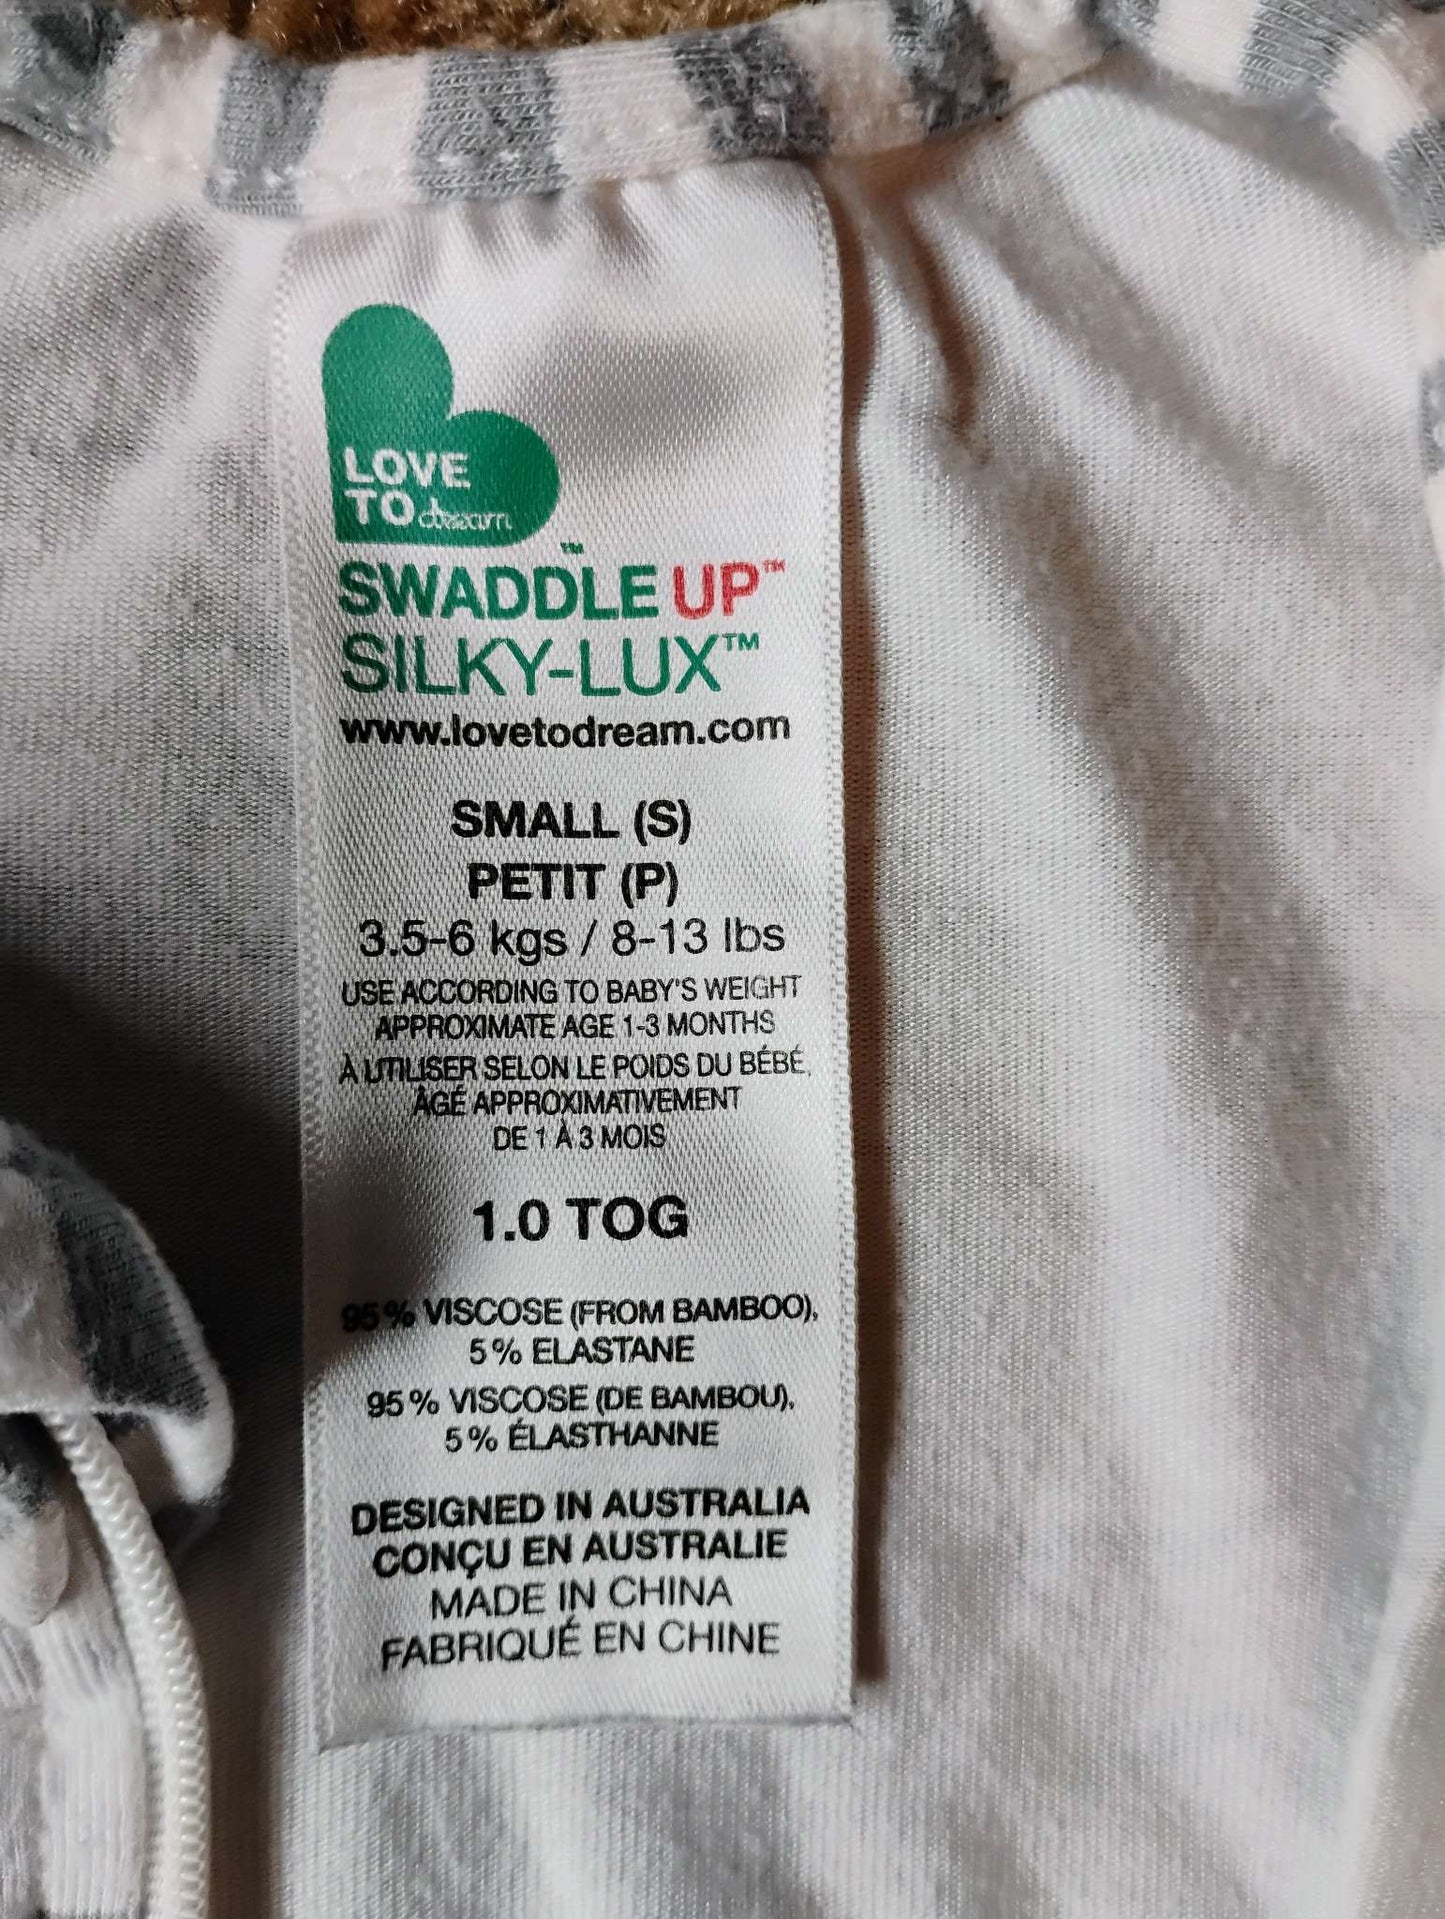 LOVE
TO dream™
SWADDLE UP™
SILKY-LUX™
www.lovetodream.com
SMALL (S)
PETIT (P)
3.5-6 kgs / 8-13 lbs
USE ACCORDING TO BABY'S WEIGHT
APPROXIMATE AGE 1-3 MONTHS
À UTILISER SELON LE POIDS DU BÉBÉ,
ÂGÉ APPROXIMATIVEMENT
DE 1 À 3 MOIS
1.0 TOG
95% VISCOSE (FROM BAMBOO),
5% ELASTANE
95% VISCOSE (DE BAMBOU),
5% ÉLASTHANNE
DESIGNED IN AUSTRALIA
CONÇU EN AUSTRALIE
MADE IN CHINA
FABRIQUÉ EN CHINE